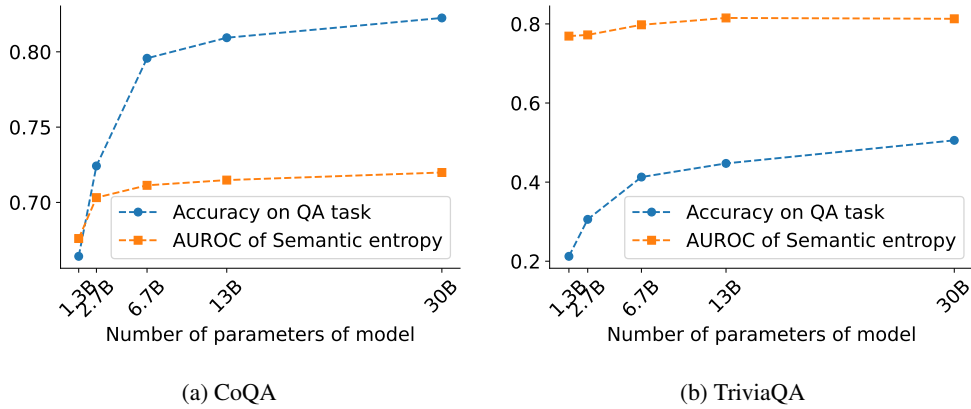 0.80
0.75
0.70
Accuracy on QA task
AUROC of Semantic entropy
1.3B
2.7B
6.7B
13B
30B
Number of parameters of model
(a) CoQA
0.8
0.6
0.4
0.2
Accuracy on QA task
AUROC of Semantic entropy
1.3B
2.7B
6.7B
13B
30B
Number of parameters of model
(b) TriviaQA